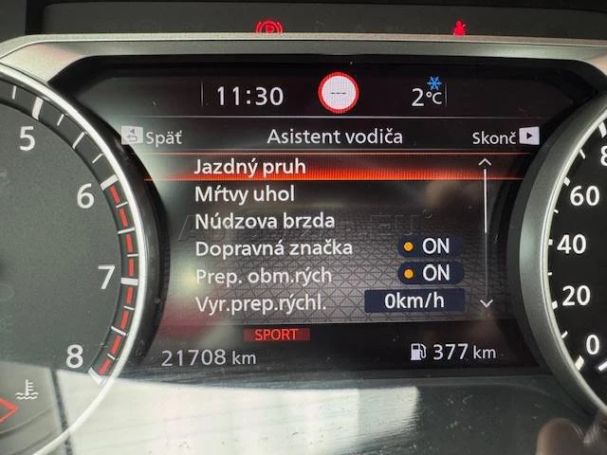 11:30 --- 2°C
Späť Asistent vodiča Skonč
Jazdný pruh
Mŕtvy uhol
Núdzova brzda
Dopravná značka ON
Prep. obm.rých ON
Vyr.prep.rýchl. 0km/h
SPORT
21708 km 377 km
5
6
7
8
60
40
20
0
P